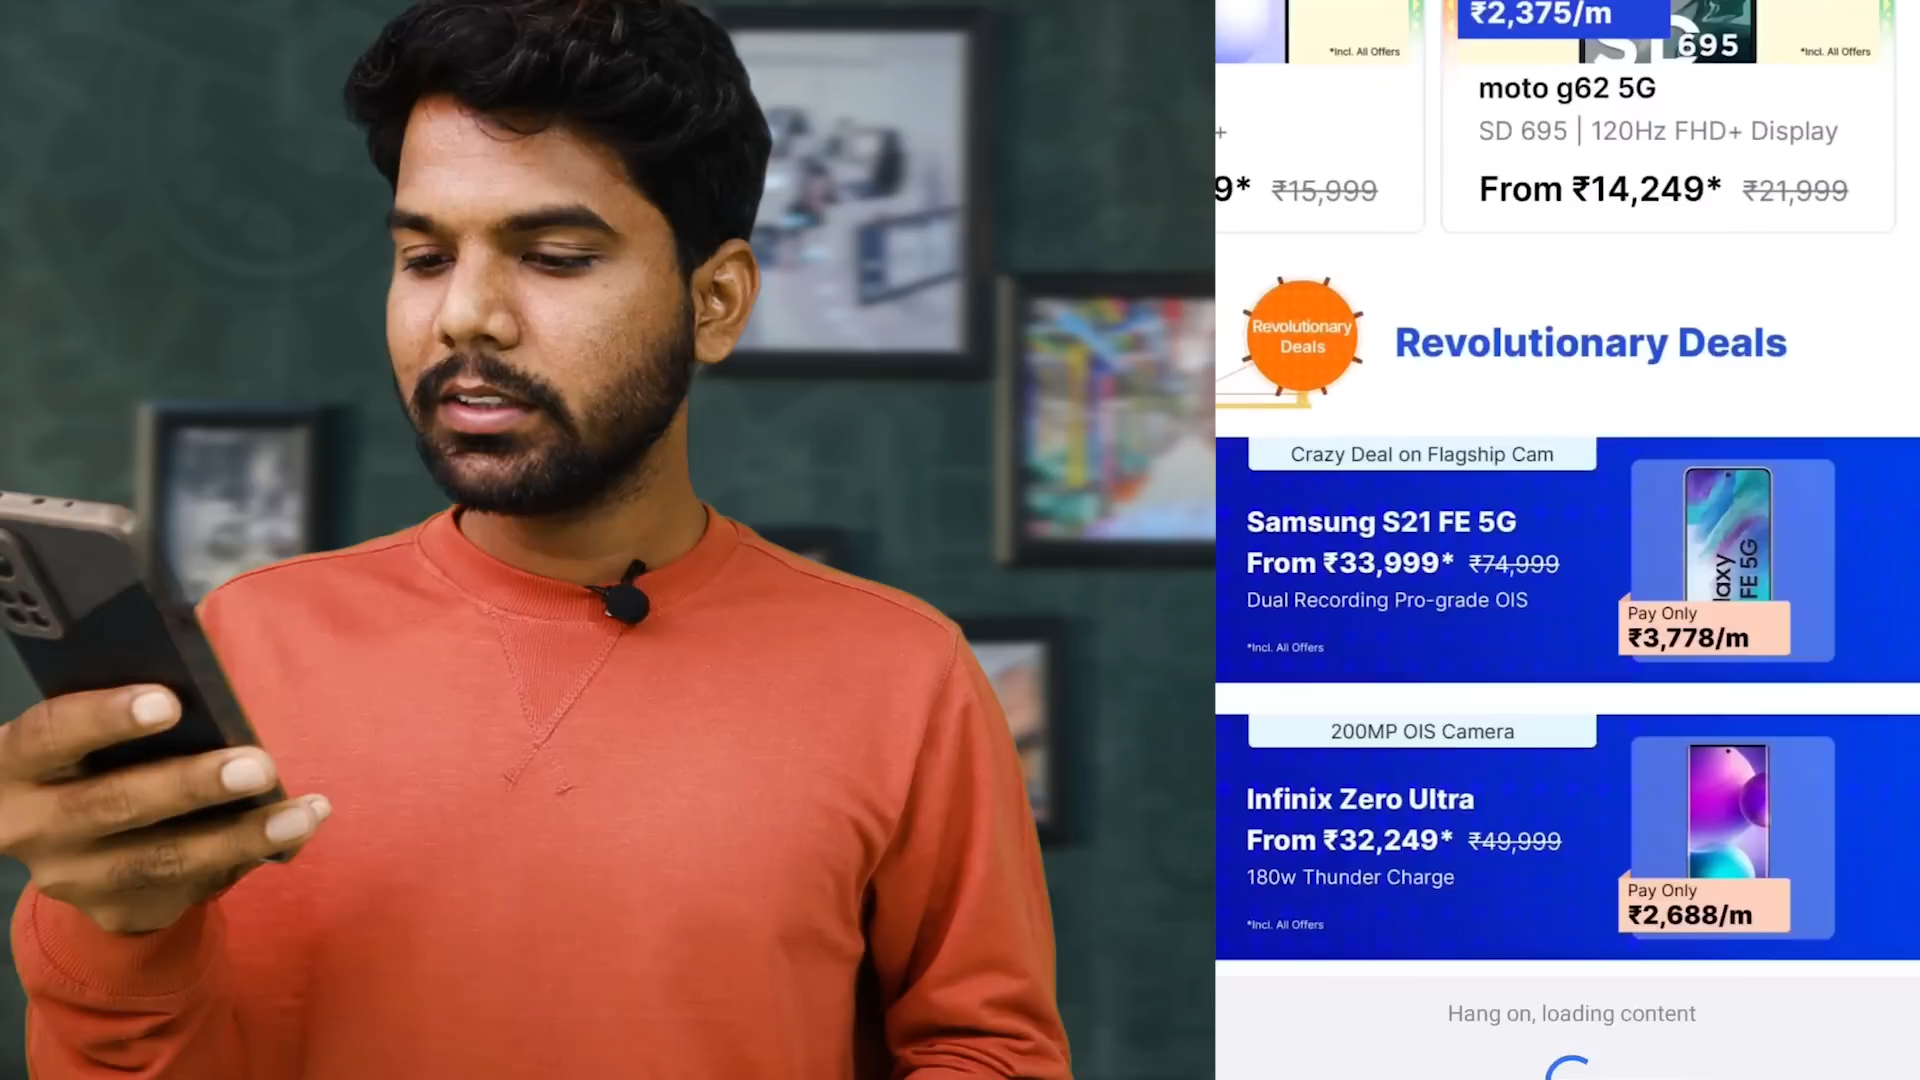 ₹2,375/m
*Incl. All Offers
695
*Incl. All Offers
moto g62 5G
+
SD 695 | 120Hz FHD+ Display
9* ₹15,999
From ₹14,249* ₹21,999
Revolutionary
Deals
Revolutionary Deals
Crazy Deal on Flagship Cam
Samsung S21 FE 5G
From ₹33,999* ₹74,999
Dual Recording Pro-grade OIS
*Incl. All Offers
laxy
FE 5G
Pay Only
₹3,778/m
200MP OIS Camera
Infinix Zero Ultra
From ₹32,249* ₹49,999
180w Thunder Charge
*Incl. All Offers
Pay Only
₹2,688/m
Hang on, loading content